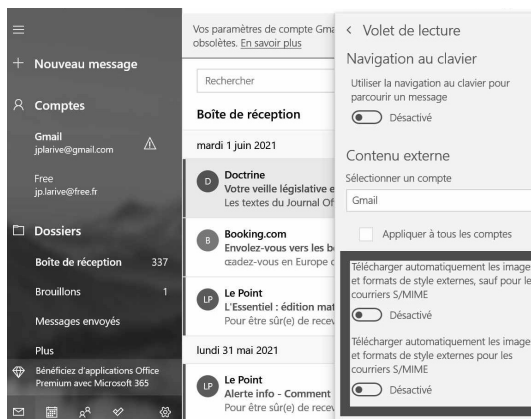 Nouveau message
Comptes
Gmail
jplarive@gmail.com
Free
jp.larive@free.fr
Dossiers
Boîte de réception 337
Brouillons 1
Messages envoyés
Plus
Bénéficiez d'applications Office
Premium avec Microsoft 365
Vos paramètres de compte Gma
obsolètes. En savoir plus
Rechercher
Boîte de réception
mardi 1 juin 2021
D
Doctrine
Votre veille législative e
Les textes du Journal Of
B
Booking.com
Envolez-vous vers les b
œadez-vous en Europe
LP
Le Point
L'Essentiel : édition mat
Pour être sûr(e) de recev
lundi 31 mai 2021
LP
Le Point
Alerte info - Comment
Pour être sûr(e) de recev
Volet de lecture
Navigation au clavier
Utiliser la navigation au clavier pour
parcourir un message
Désactivé
Contenu externe
Sélectionner un compte
Gmail
Appliquer à tous les comptes
Télécharger automatiquement les image
et formats de style externes, sauf pour le
courriers S/MIME
Désactivé
Télécharger automatiquement les image
et formats de style externes pour les
courriers S/MIME
Désactivé